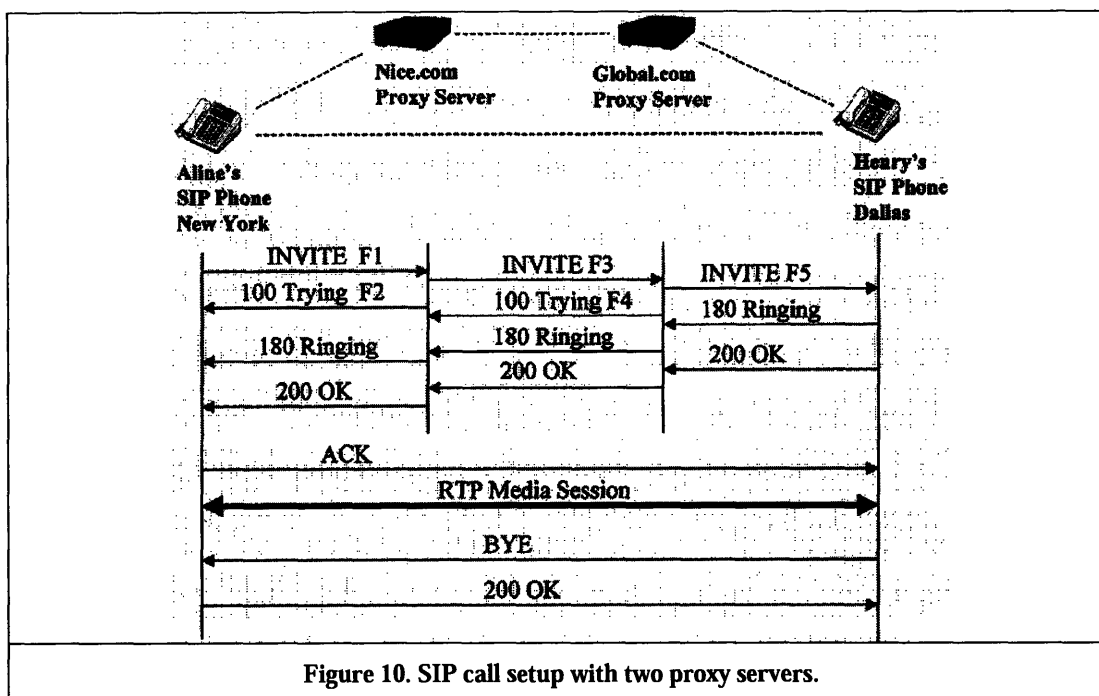 Nice.com
Proxy Server
Global.com
Proxy Server
Aline's
SIP Phone
New York
Henry's
SIP Phone
Dallas
INVITE F1
INVITE F3
INVITE F5
100 Trying F2
100 Trying F4
180 Ringing
180 Ringing
180 Ringing
200 OK
200 OK
200 OK
ACK
RTP Media Session
BYE
200 OK
Figure 10. SIP call setup with two proxy servers.